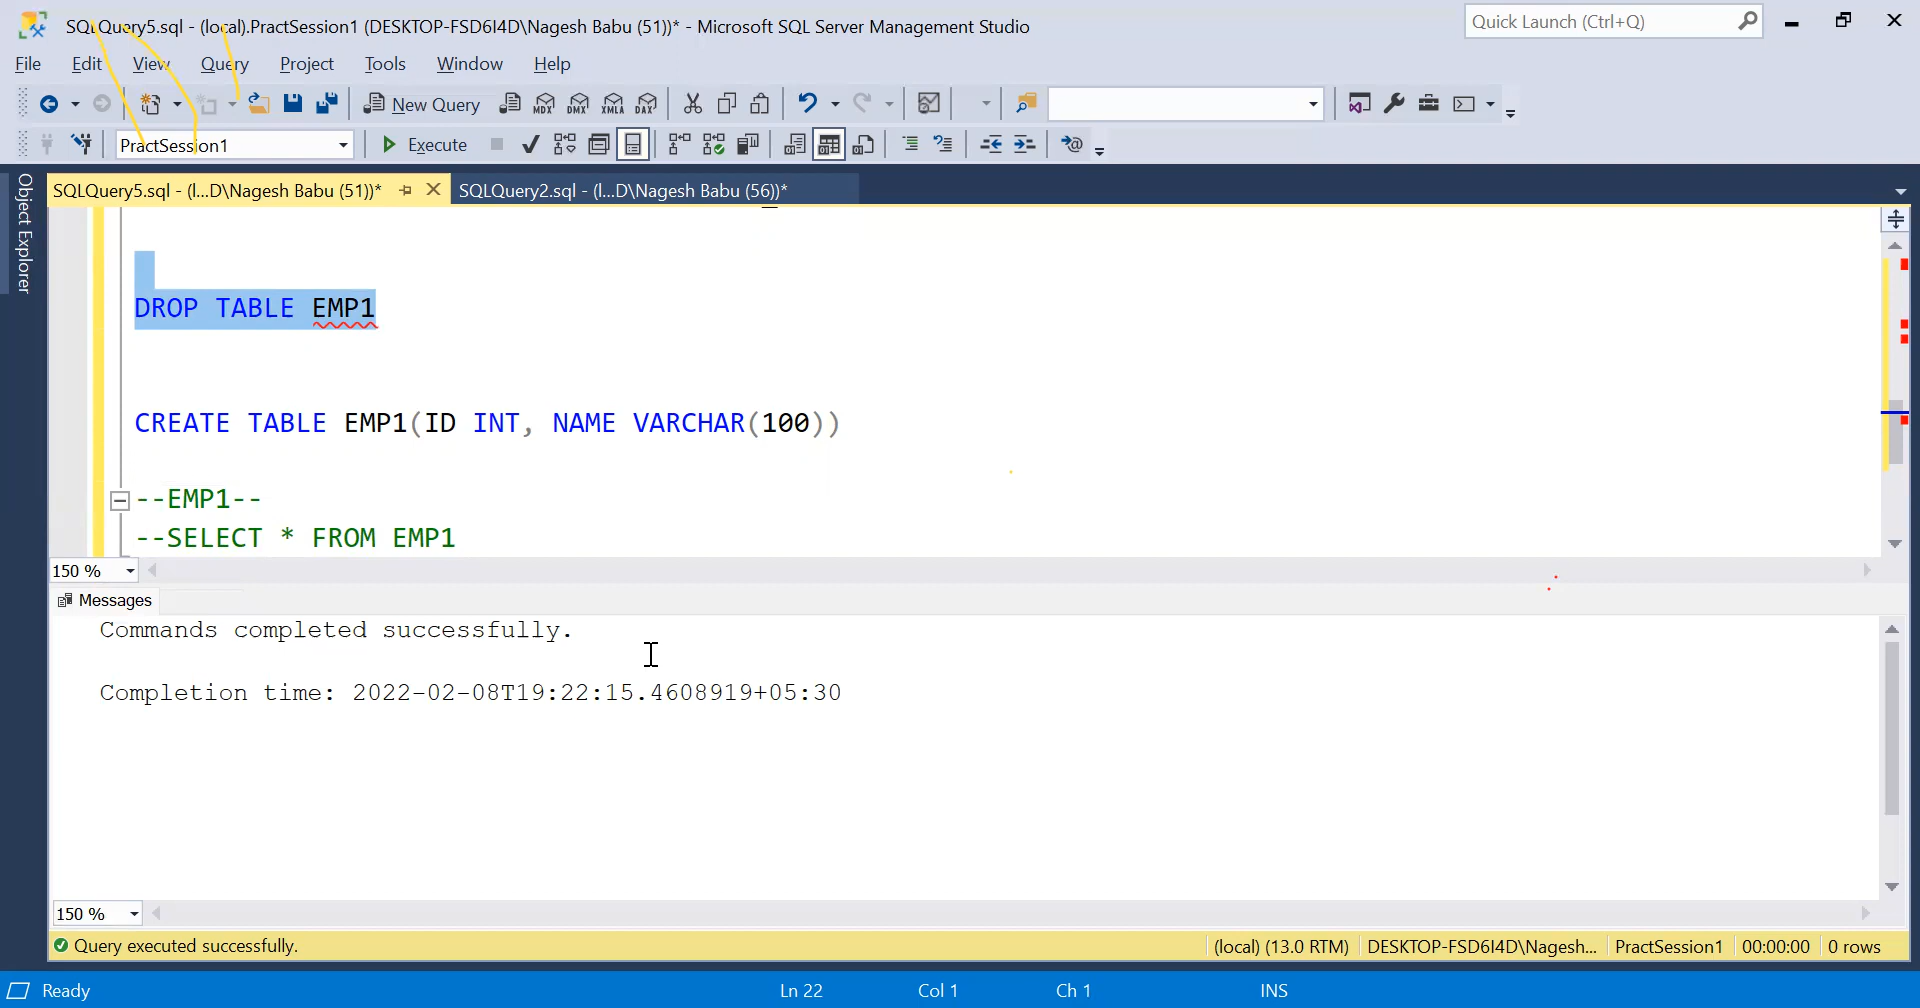 SQLQuery5.sql - (local).PractSession1 (DESKTOP-FSD6I4D\Nagesh Babu (51))* - Microsoft SQL Server Management Studio
Quick Launch (Ctrl+Q)
File Edit View Query Project Tools Window Help
New Query MDX DMX XMLA DAX
PractSession1 Execute
Object Explorer
SQLQuery5.sql - (l...D\Nagesh Babu (51))* SQLQuery2.sql - (l...D\Nagesh Babu (56))*
DROP TABLE EMP1
CREATE TABLE EMP1(ID INT, NAME VARCHAR(100))
--EMP1--
--SELECT * FROM EMP1
150 %
Messages
Commands completed successfully.
Completion time: 2022-02-08T19:22:15.4608919+05:30
150 %
Query executed successfully. (local) (13.0 RTM) DESKTOP-FSD6I4D\Nagesh... PractSession1 00:00:00 0 rows
Ready Ln 22 Col 1 Ch 1 INS